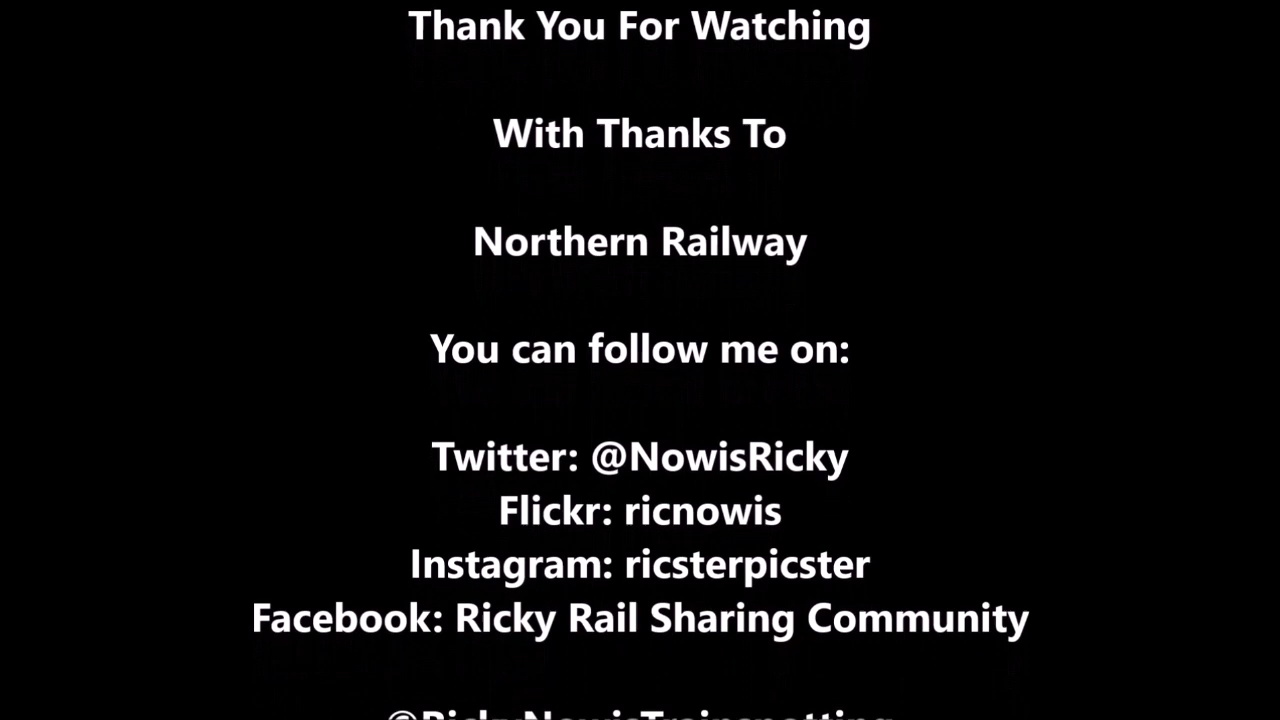 Thank You For Watching
With Thanks To
Northern Railway
You can follow me on:
Twitter: @NowisRicky
Flickr: ricnowis
Instagram: ricsterpicster
Facebook: Ricky Rail Sharing Community
@RickyNowisTrainspotting